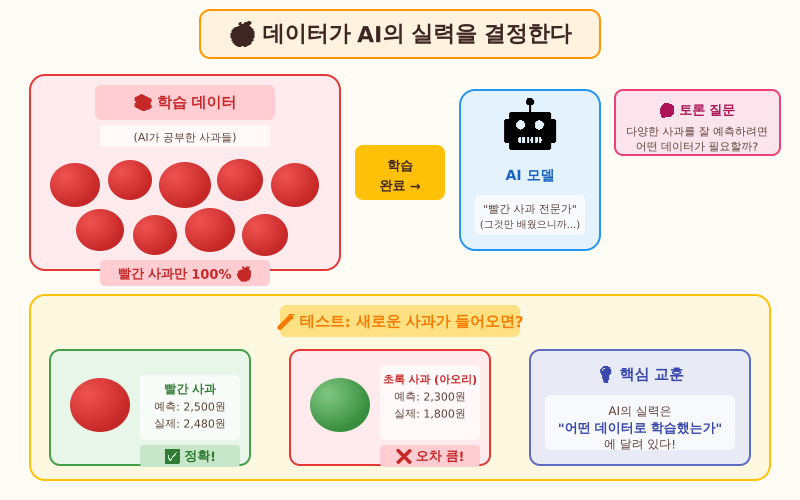 데이터가 AI의 실력을 결정한다
학습 데이터
(AI가 공부한 사과들)
빨간 사과만 100%
학습
완료 →
AI 모델
"빨간 사과 전문가"
(그것만 배웠으니까...)
토론 질문
다양한 사과를 잘 예측하려면
어떤 데이터가 필요할까?
테스트: 새로운 사과가 들어오면?
빨간 사과
예측: 2,500원
실제: 2,480원
✅ 정확!
초록 사과 (아오리)
예측: 2,300원
실제: 1,800원
❌ 오차 큼!
핵심 교훈
AI의 실력은
"어떤 데이터로 학습했는가"
에 달려 있다!